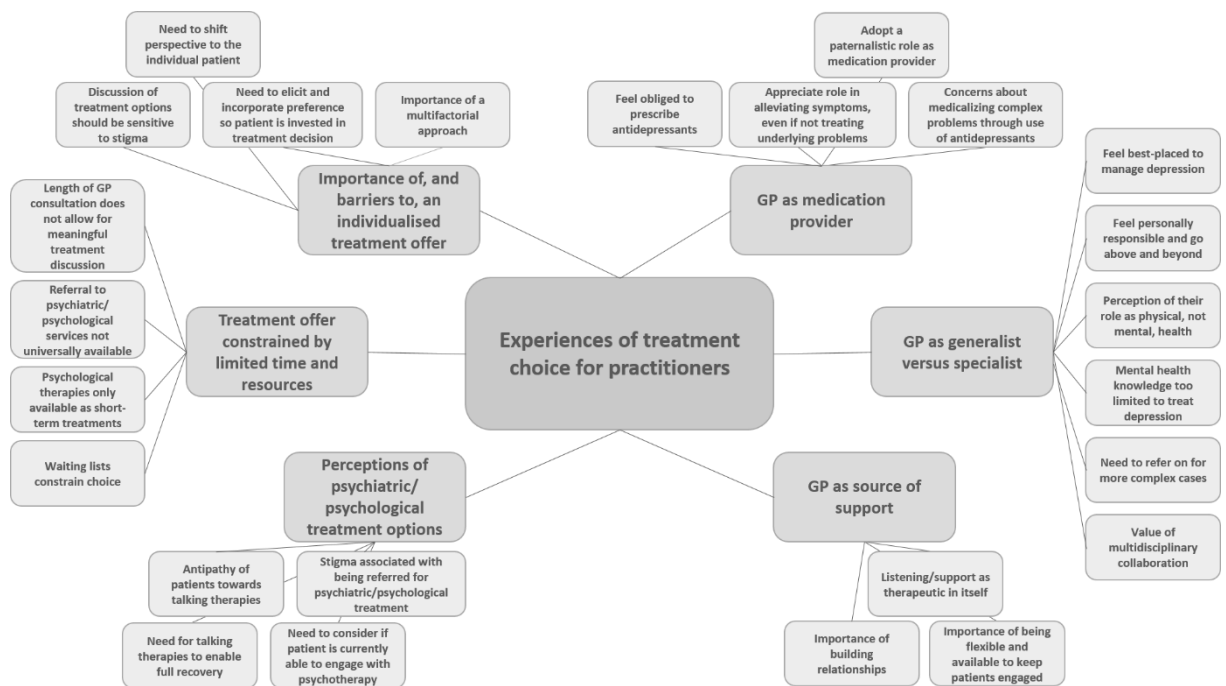 Need to shift
perspective to the
individual patient
Discussion of
treatment options
should be sensitive
to stigma
Need to elicit and
incorporate preference
so patient is invested in
treatment decision
Importance of a
multifactorial
approach
Importance of, and
barriers to, an
individualised
treatment offer
Adopt a
paternalistic role as
medication provider
Feel obliged to
prescribe
antidepressants
Appreciate role in
alleviating symptoms,
even if not treating
underlying problems
Concerns about
medicalizing complex
problems through use
of antidepressants
GP as medication
provider
Length of GP
consultation does
not allow for
meaningful
treatment
discussion
Referral to
psychiatric/
psychological
services not
universally available
Psychological
therapies only
available as short-
term treatments
Waiting lists
constrain choice
Treatment offer
constrained by
limited time and
resources
Experiences of treatment
choice for practitioners
GP as generalist
versus specialist
Feel best-placed to
manage depression
Feel personally
responsible and go
above and beyond
Perception of their
role as physical, not
mental, health
Mental health
knowledge too
limited to treat
depression
Need to refer on for
more complex cases
Value of
multidisciplinary
collaboration
Perceptions of
psychiatric/
psychological
treatment options
Antipathy of
patients towards
talking therapies
Stigma associated with
being referred for
psychiatric/psychological
treatment
Need for talking
therapies to enable
full recovery
Need to consider if
patient is currently
able to engage with
psychotherapy
GP as source of
support
Listening/support as
therapeutic in itself
Importance of
building
relationships
Importance of being
flexible and
available to keep
patients engaged